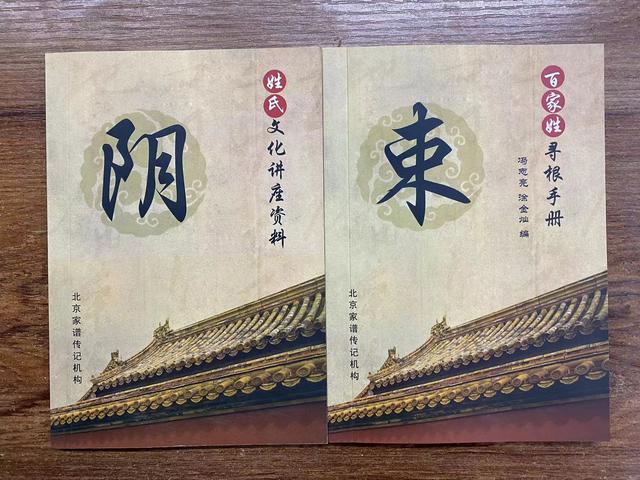 姓氏文化讲座资料
阴
北京家谱传记机构
百家姓寻根手册
冯志亮 涂金灿 编
束
北京家谱传记机构